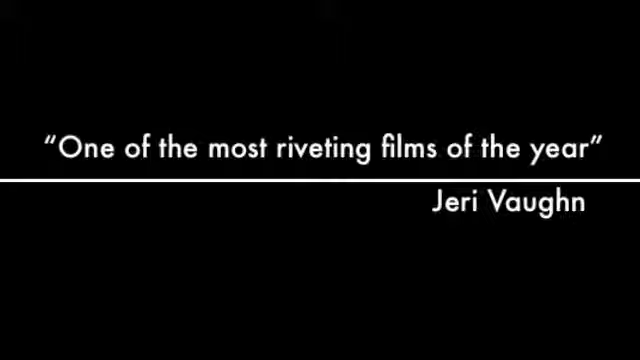 “One of the most riveting films of the year”
Jeri Vaughn